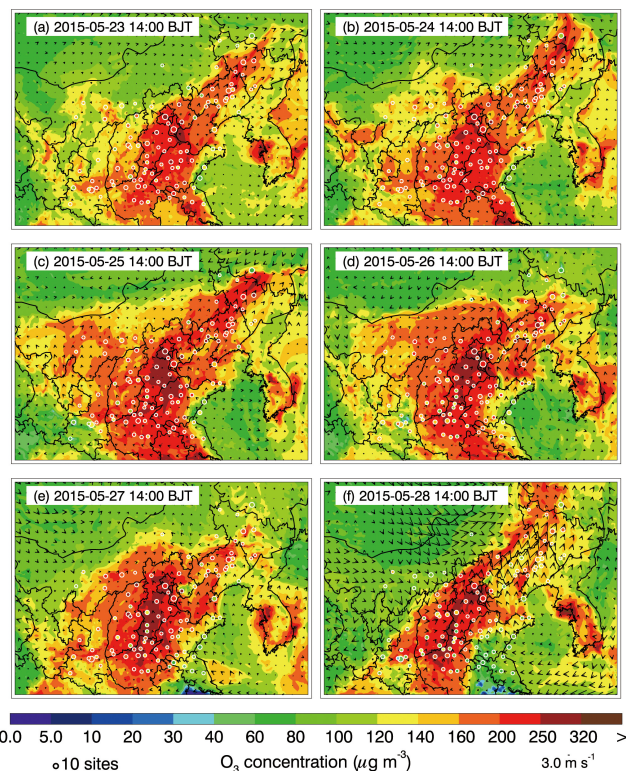 (a) 2015-05-23 14:00 BJT
(b) 2015-05-24 14:00 BJT
(c) 2015-05-25 14:00 BJT
(d) 2015-05-26 14:00 BJT
(e) 2015-05-27 14:00 BJT
(f) 2015-05-28 14:00 BJT
0.0 5.0 10 20 30 40 60 80 100 120 140 160 200 250 320 >
10 sites O₃ concentration (μg m⁻³) 3.0 m s⁻¹